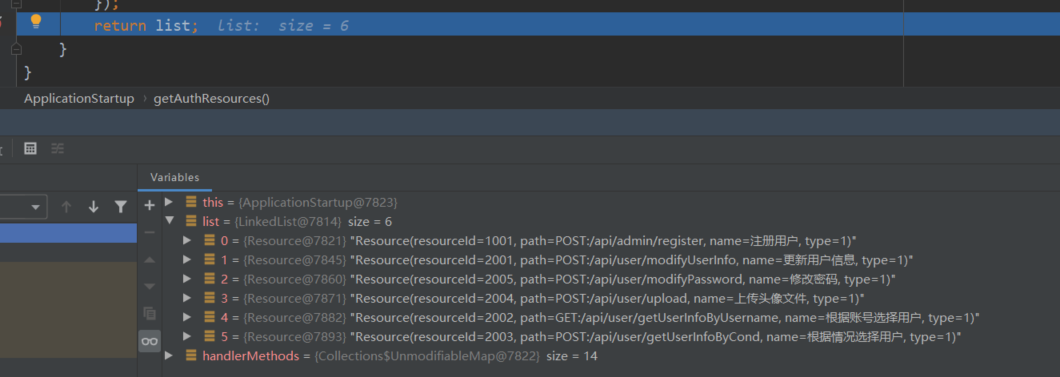 });
return list; list: size = 6
}
}
ApplicationStartup › getAuthResources()
Variables
this = {ApplicationStartup@7823}
list = {LinkedList@7814} size = 6
0 = {Resource@7821} "Resource(resourceId=1001, path=POST:/api/admin/register, name=注册用户, type=1)"
1 = {Resource@7845} "Resource(resourceId=2001, path=POST:/api/user/modifyUserInfo, name=更新用户信息, type=1)"
2 = {Resource@7860} "Resource(resourceId=2005, path=POST:/api/user/modifyPassword, name=修改密码, type=1)"
3 = {Resource@7871} "Resource(resourceId=2004, path=POST:/api/user/upload, name=上传头像文件, type=1)"
4 = {Resource@7882} "Resource(resourceId=2002, path=GET:/api/user/getUserInfoByUsername, name=根据账号选择用户, type=1)"
5 = {Resource@7893} "Resource(resourceId=2003, path=POST:/api/user/getUserInfoByCond, name=根据情况选择用户, type=1)"
handlerMethods = {Collections$UnmodifiableMap@7822} size = 14